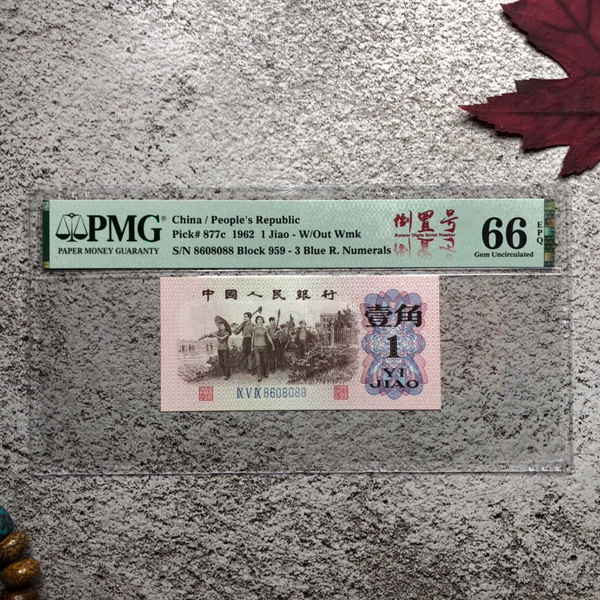 PMG
PAPER MONEY GUARANTY
China / People's Republic
Pick# 877c 1962 1 Jiao - W/Out Wmk
S/N 8608088 Block 959 - 3 Blue R. Numerals
倒置号
66 EPQ
Gem Uncirculated
中國人民銀行
壹角
1
YI
JIAO
IX V IX 8608088